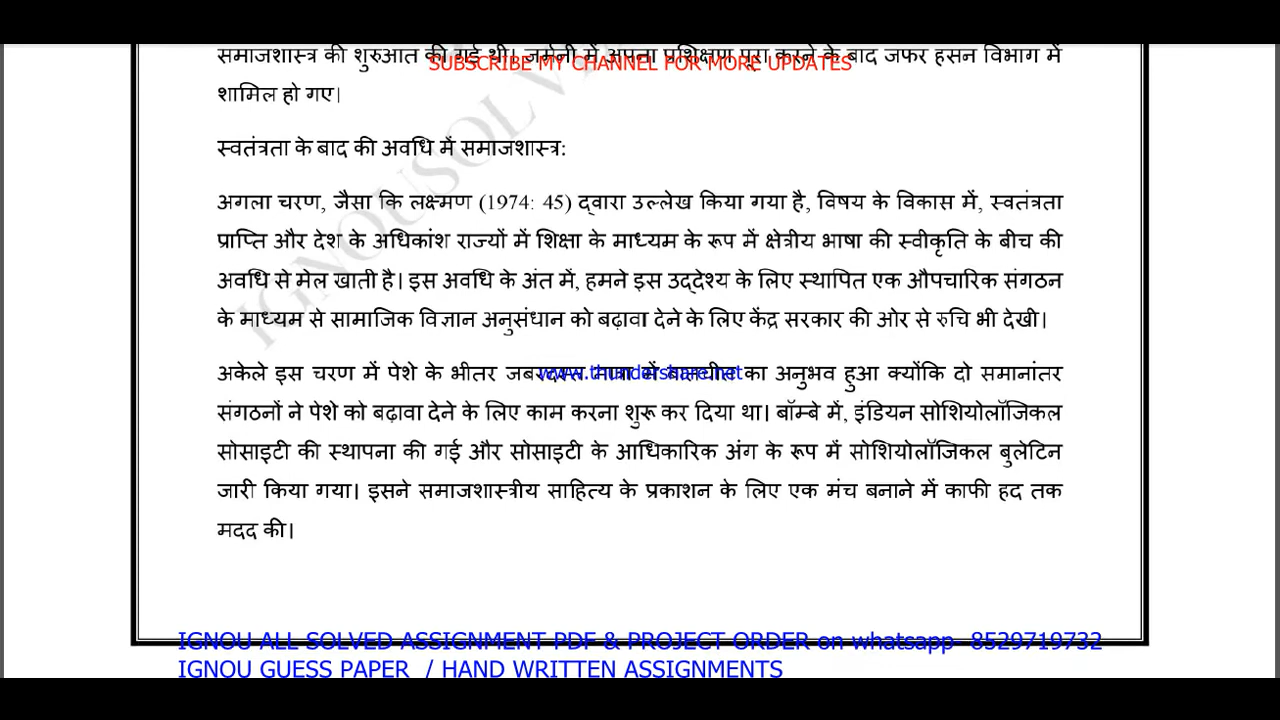 समाजशास्त्र की शुरुआत की गई थी। जर्मनी में अपना प्रशिक्षण पूरा करने के बाद जफर हसन विभाग में
SUBSCRIBE MY CHANNEL FOR MORE UPDATES
शामिल हो गए।
स्वतंत्रता के बाद की अवधि में समाजशास्त्र:
अगला चरण, जैसा कि लक्ष्मण (1974: 45) द्वारा उल्लेख किया गया है, विषय के विकास में, स्वतंत्रता
प्राप्ति और देश के अधिकांश राज्यों में शिक्षा के माध्यम के रूप में क्षेत्रीय भाषा की स्वीकृति के बीच की
अवधि से मेल खाती है। इस अवधि के अंत में, हमने इस उद्देश्य के लिए स्थापित एक औपचारिक संगठन
के माध्यम से सामाजिक विज्ञान अनुसंधान को बढ़ावा देने के लिए केंद्र सरकार की ओर से रुचि भी देखी।
अकेले इस चरण में पेशे के भीतर में का अनुभव हुआ क्योंकि दो समानांतर
संगठनों ने पेशे को बढ़ावा देने के लिए काम करना शुरू कर दिया था। बॉम्बे में, इंडियन सोशियोलॉजिकल
सोसाइटी की स्थापना की गई और सोसाइटी के आधिकारिक अंग के रूप में सोशियोलॉजिकल बुलेटिन
जारी किया गया। इसने समाजशास्त्रीय साहित्य के प्रकाशन के लिए एक मंच बनाने में काफी हद तक
मदद की।
IGNOU ALL SOLVED ASSIGNMENT PDF & PROJECT ORDER on whatsapp- 8529719732
IGNOU GUESS PAPER / HAND WRITTEN ASSIGNMENTS